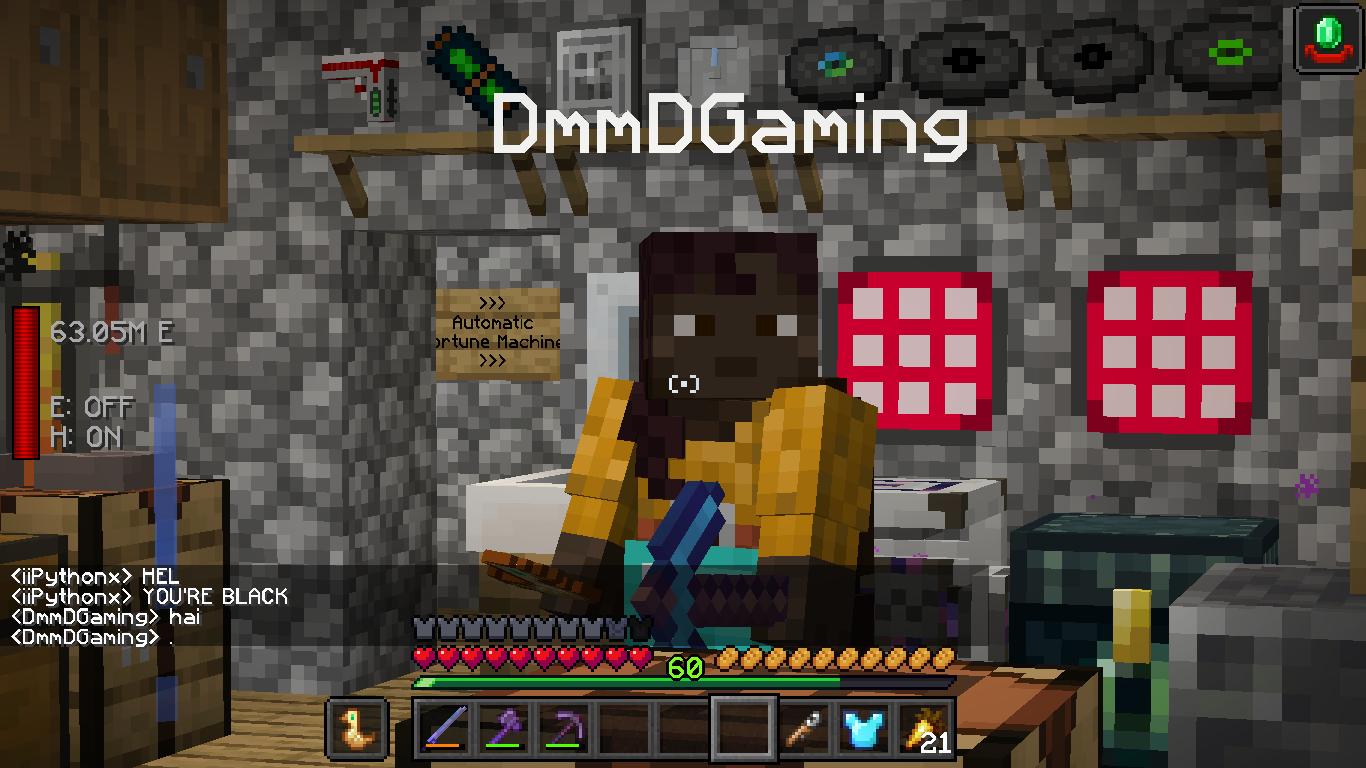 DmmDGaming
>>>
Automatic
ortune Machine
>>>
63.05M E
E: OFF
H: ON
<iiPythonx> HEL
<iiPythonx> YOU'RE BLACK
<DmmDGaming> hai
<DmmDGaming> .
60
21